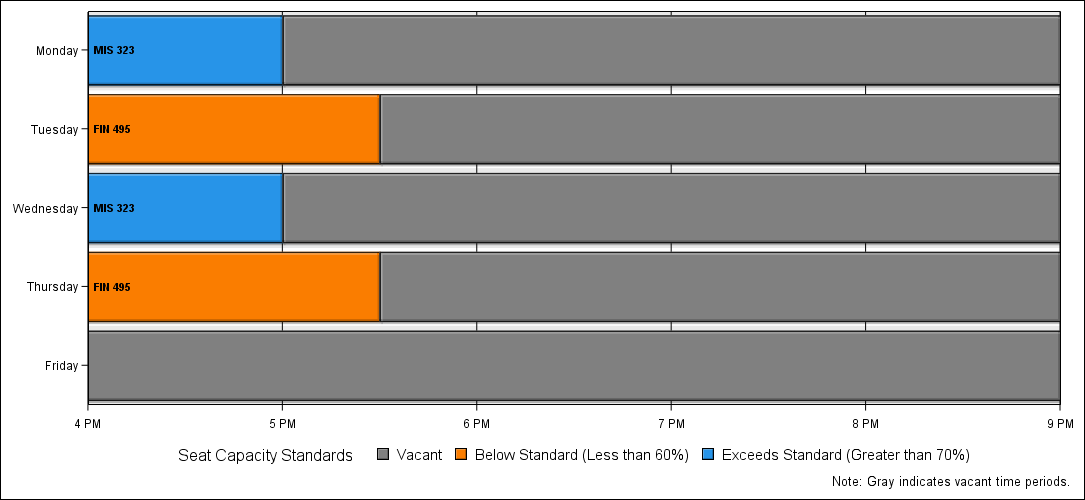 Monday MIS 323
Tuesday FIN 495
Wednesday MIS 323
Thursday FIN 495
Friday
4 PM 5 PM 6 PM 7 PM 8 PM 9 PM
Seat Capacity Standards Vacant Below Standard (Less than 60%) Exceeds Standard (Greater than 70%)
Note: Gray indicates vacant time periods.